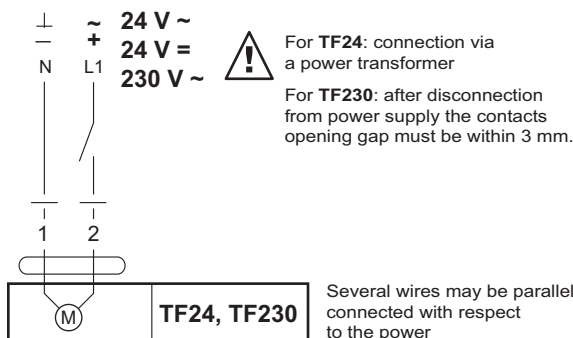 ⊥ ~ 24 V ~
– + 24 V =
N L1 230 V ~
For TF24: connection via
a power transformer
For TF230: after disconnection
from power supply the contacts
opening gap must be within 3 mm.
1 2
M
TF24, TF230
Several wires may be parallel
connected with respect
to the power